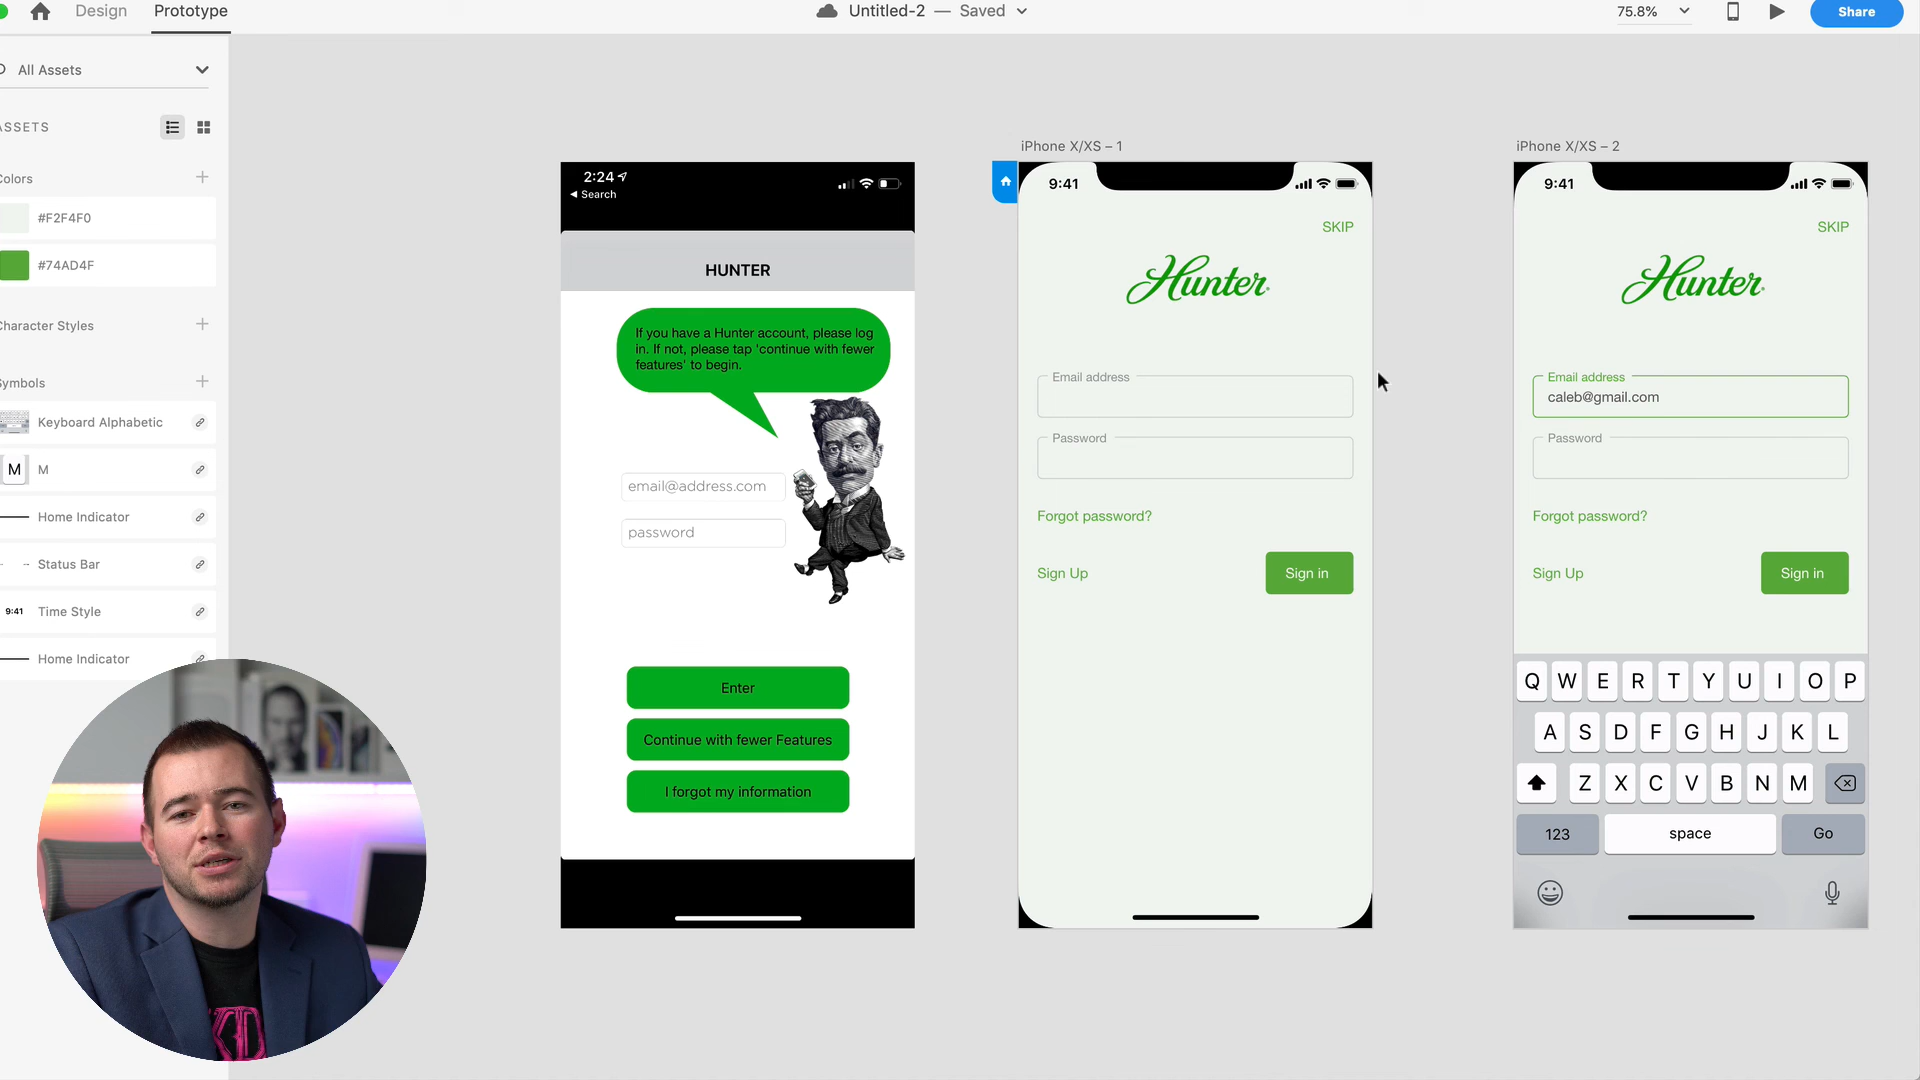 Design
Prototype
Untitled-2 — Saved
75.8%
Share
All Assets
ASSETS
Colors
#F2F4F0
#74AD4F
Character Styles
Symbols
Keyboard Alphabetic
M
M
Home Indicator
Status Bar
9:41
Time Style
Home Indicator
2:24
Search
HUNTER
If you have a Hunter account, please log
in. If not, please tap 'continue with fewer
features' to begin.
email@address.com
password
Enter
Continue with fewer Features
I forgot my information
iPhone X/XS – 1
9:41
SKIP
Hunter
Email address
Password
Forgot password?
Sign Up
Sign in
iPhone X/XS – 2
9:41
SKIP
Hunter
Email address
caleb@gmail.com
Password
Forgot password?
Sign Up
Sign in
Q W E R T Y U I O P
A S D F G H J K L
Z X C V B N M
123
space
Go